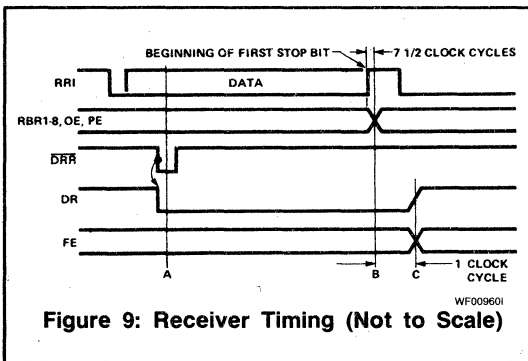 BEGINNING OF FIRST STOP BIT
7 1/2 CLOCK CYCLES
RRI
DATA
RBR1-8, OE, PE
DRR
DR
FE
A
B
C
1 CLOCK
CYCLE
WF00960I
Figure 9: Receiver Timing (Not to Scale)